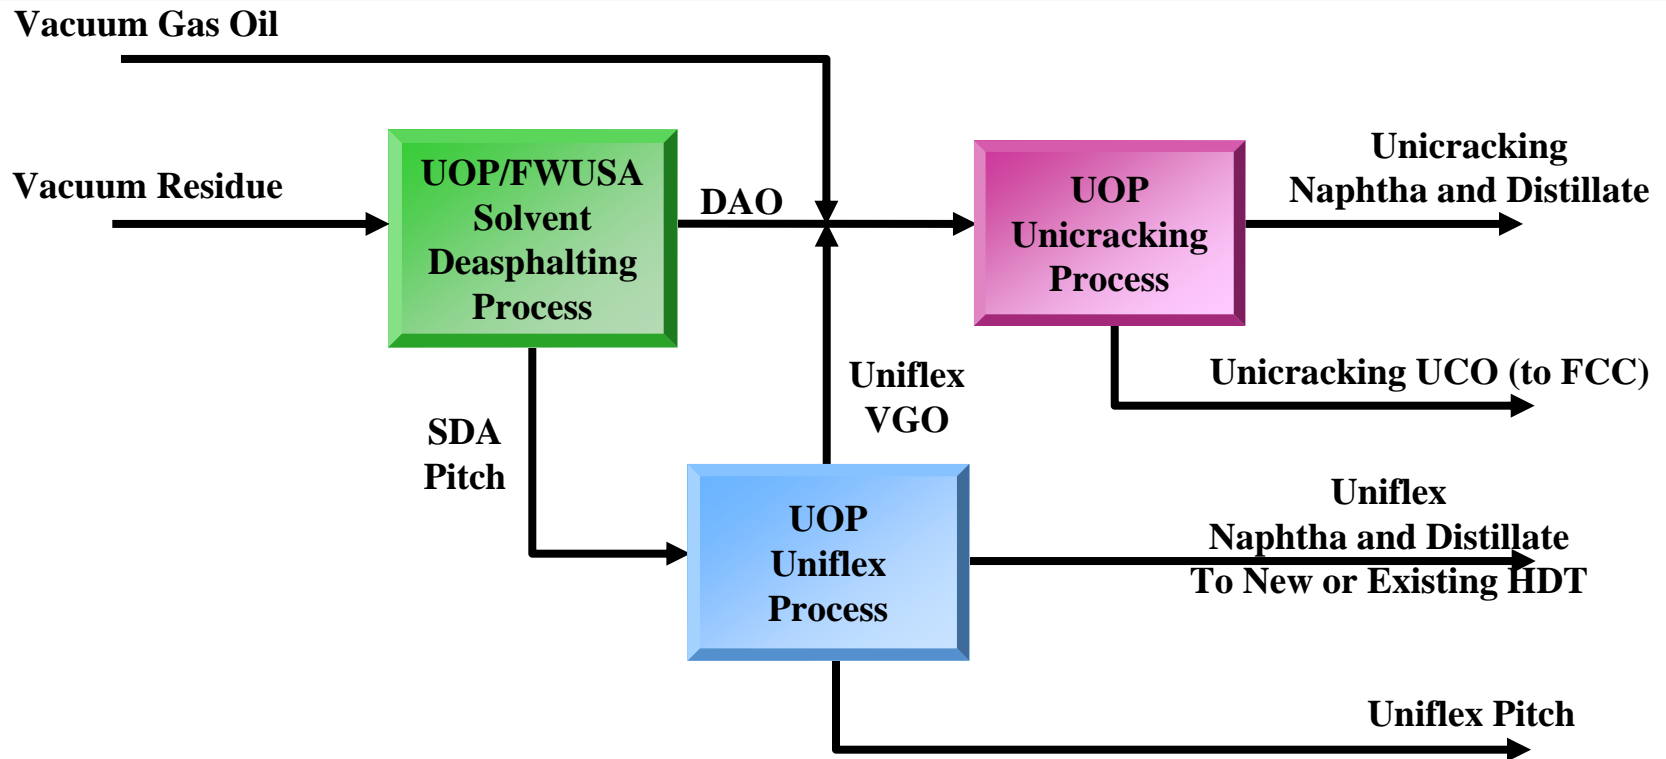 Vacuum Gas Oil
Vacuum Residue
UOP/FWUSA
Solvent
Deasphalting
Process
DAO
UOP
Unicracking
Process
Unicracking
Naphtha and Distillate
Unicracking UCO (to FCC)
Uniflex
VGO
SDA
Pitch
UOP
Uniflex
Process
Uniflex
Naphtha and Distillate
To New or Existing HDT
Uniflex Pitch